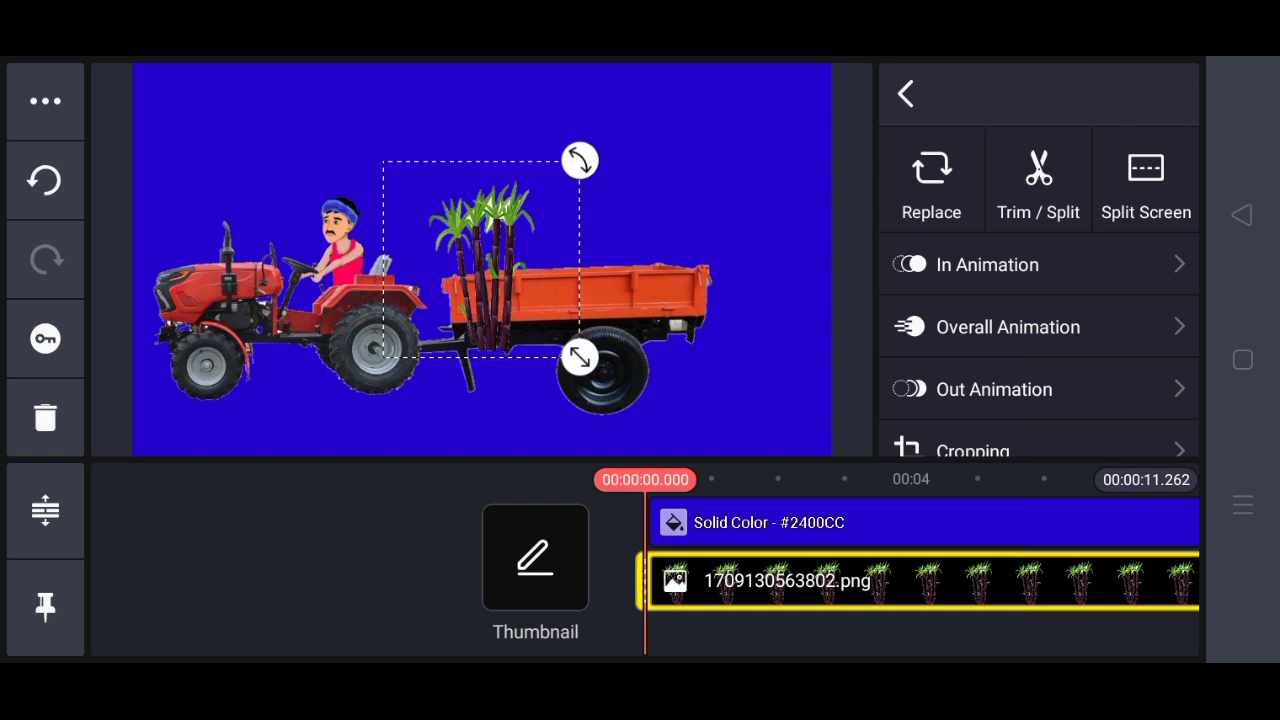 Replace
Trim / Split
Split Screen
In Animation
Overall Animation
Out Animation
Cropping
00:00:00.000
00:04
00:00:11.262
Solid Color - #2400CC
1709130563802.png
Thumbnail